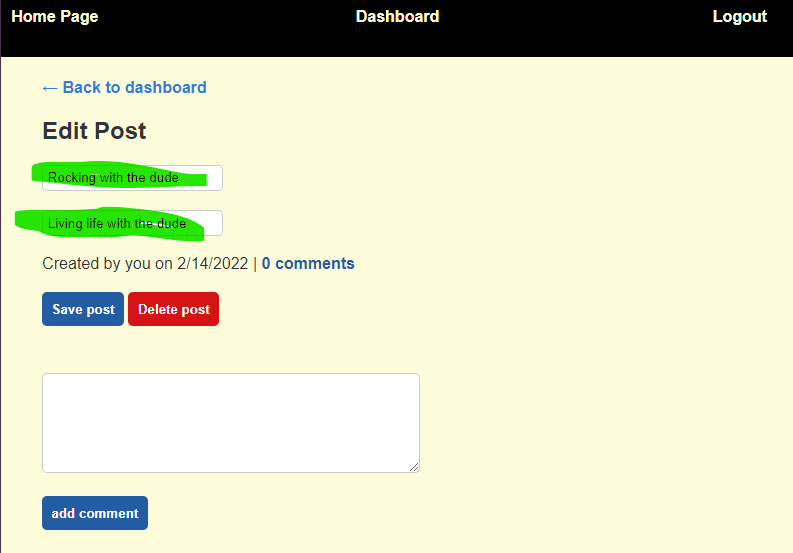 Home Page Dashboard Logout
← Back to dashboard
Edit Post
Rocking with the dude
Living life with the dude
Created by you on 2/14/2022 | 0 comments
Save post Delete post
add comment